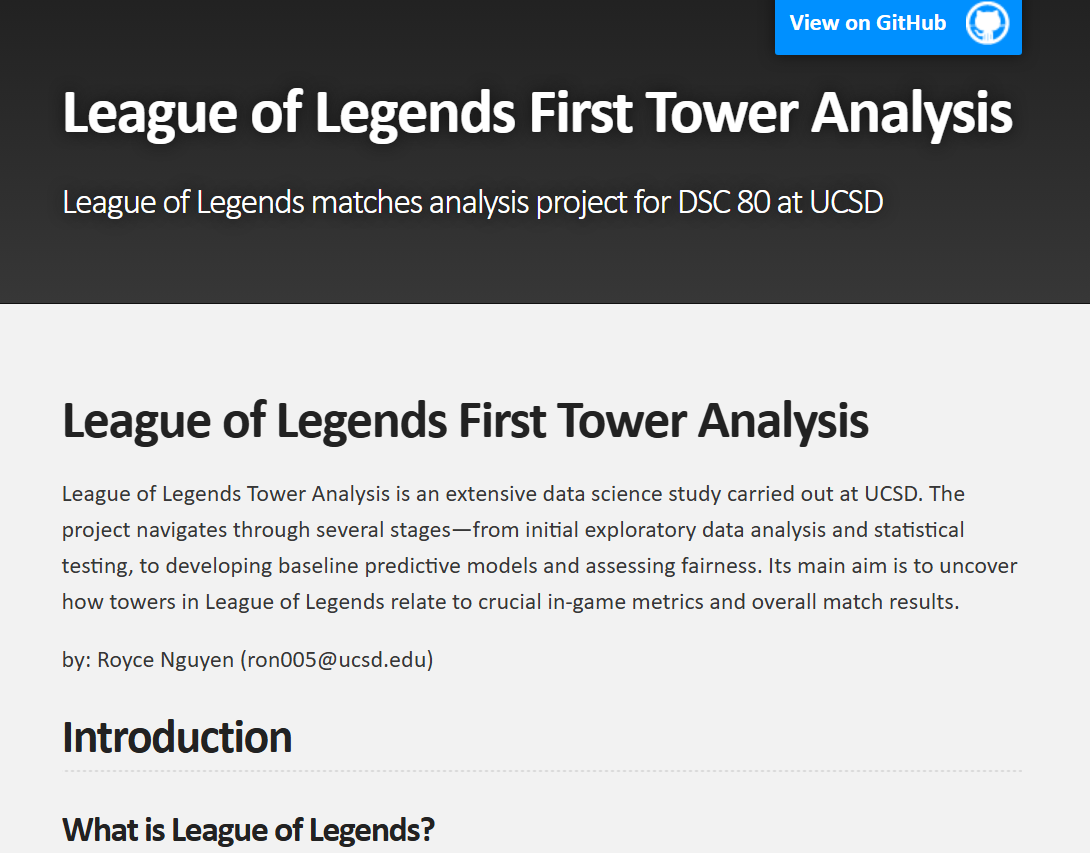 View on GitHub
League of Legends First Tower Analysis
League of Legends matches analysis project for DSC 80 at UCSD
League of Legends First Tower Analysis
League of Legends Tower Analysis is an extensive data science study carried out at UCSD. The
project navigates through several stages—from initial exploratory data analysis and statistical
testing, to developing baseline predictive models and assessing fairness. Its main aim is to uncover
how towers in League of Legends relate to crucial in-game metrics and overall match results.
by: Royce Nguyen (ron005@ucsd.edu)
Introduction
What is League of Legends?